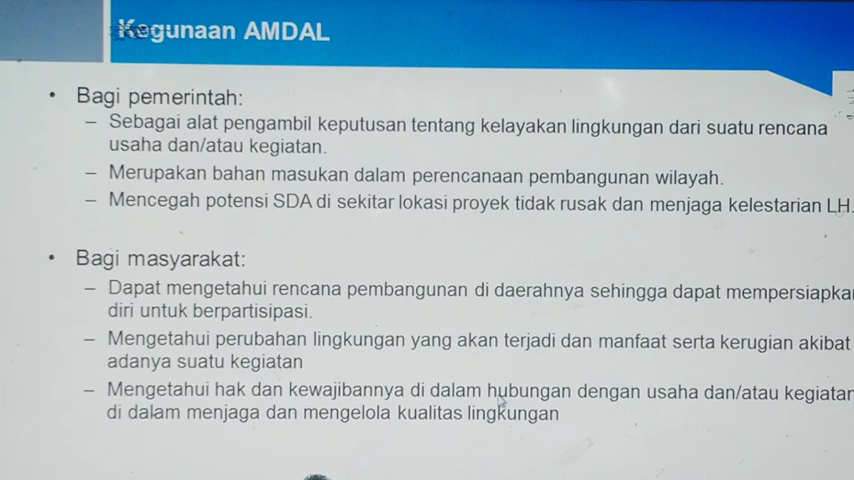 Kegunaan AMDAL
• Bagi pemerintah:
– Sebagai alat pengambil keputusan tentang kelayakan lingkungan dari suatu rencana
usaha dan/atau kegiatan.
– Merupakan bahan masukan dalam perencanaan pembangunan wilayah.
– Mencegah potensi SDA di sekitar lokasi proyek tidak rusak dan menjaga kelestarian LH.
• Bagi masyarakat:
– Dapat mengetahui rencana pembangunan di daerahnya sehingga dapat mempersiapkan
diri untuk berpartisipasi.
– Mengetahui perubahan lingkungan yang akan terjadi dan manfaat serta kerugian akibat
adanya suatu kegiatan
– Mengetahui hak dan kewajibannya di dalam hubungan dengan usaha dan/atau kegiatan
di dalam menjaga dan mengelola kualitas lingkungan